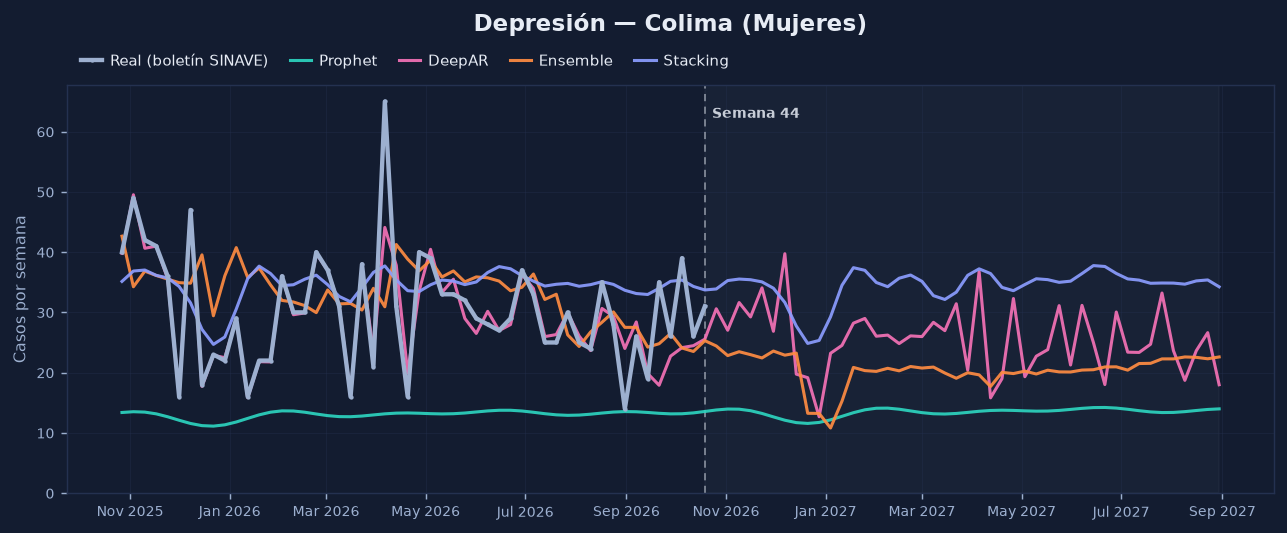 Depresión — Colima (Mujeres)
Real (boletín SINAVE) Prophet DeepAR Ensemble Stacking
Semana 44
Casos por semana
60
50
40
30
20
10
0
Nov 2025 Jan 2026 Mar 2026 May 2026 Jul 2026 Sep 2026 Nov 2026 Jan 2027 Mar 2027 May 2027 Jul 2027 Sep 2027